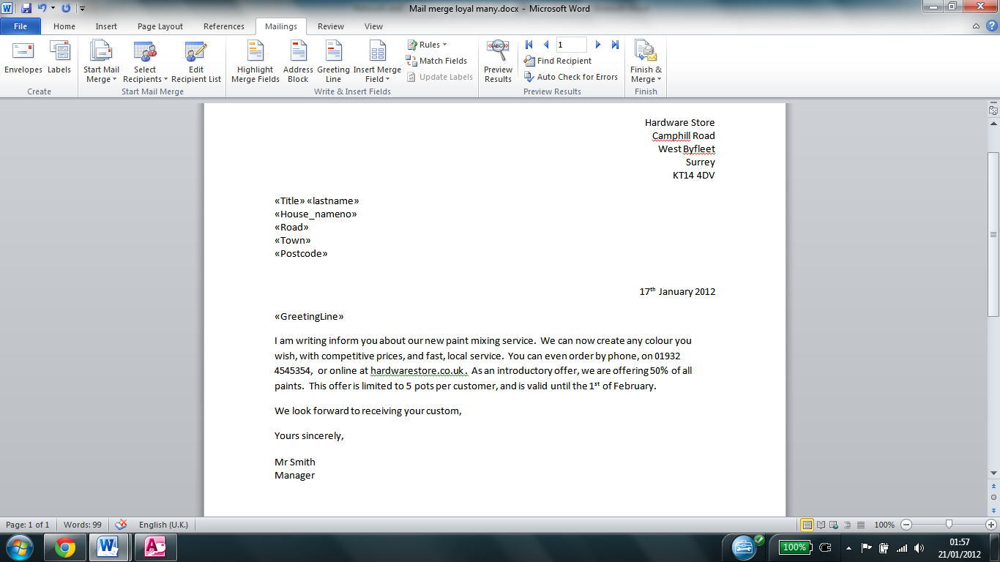 Mail merge loyal many.docx - Microsoft Word
File Home Insert Page Layout References Mailings Review View
Envelopes Labels
Create
Start Mail Merge Select Recipients Edit Recipient List
Start Mail Merge
Highlight Merge Fields Address Block Greeting Line Insert Merge Field
Rules
Match Fields
Update Labels
Write & Insert Fields
ABC
Preview Results
1
Find Recipient
Auto Check for Errors
Preview Results
Finish & Merge
Finish
Hardware Store
Camphill Road
West Byfleet
Surrey
KT14 4DV
«Title» «lastname»
«House_nameno»
«Road»
«Town»
«Postcode»
17th January 2012
«GreetingLine»
I am writing inform you about our new paint mixing service.  We can now create any colour you
wish, with competitive prices, and fast, local service.  You can even order by phone, on 01932
4545354,  or online at hardwarestore.co.uk .  As an introductory offer, we are offering 50% of all
paints.  This offer is limited to 5 pots per customer, and is valid until the 1st of February.
We look forward to receiving your custom,
Yours sincerely,
Mr Smith
Manager
Page: 1 of 1 Words: 99 English (U.K.) 100%
100% 01:57
21/01/2012